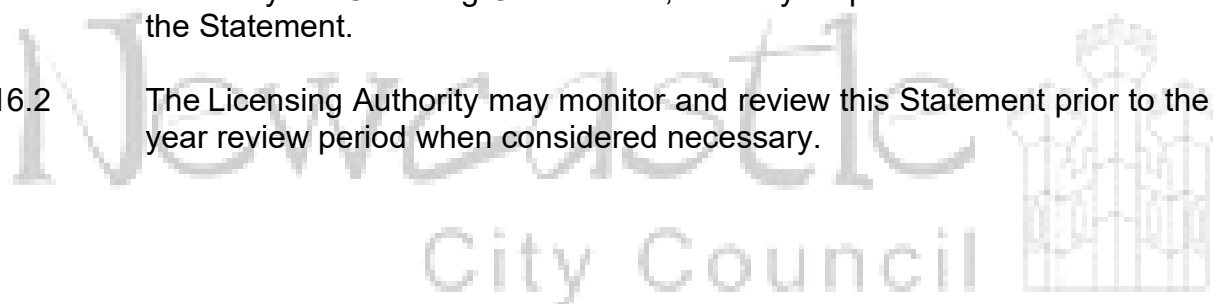 the Statement.
16.2 The Licensing Authority may monitor and review this Statement prior to the
year review period when considered necessary.
Newcastle
City Council